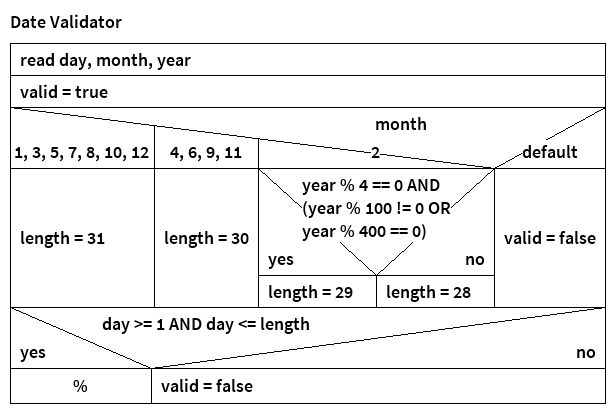 Date Validator
read day, month, year
valid = true
month
1, 3, 5, 7, 8, 10, 12
4, 6, 9, 11
2
default
year % 4 == 0 AND
(year % 100 != 0 OR
year % 400 == 0)
length = 31
length = 30
valid = false
yes
no
length = 29
length = 28
day >= 1 AND day <= length
yes
no
%
valid = false